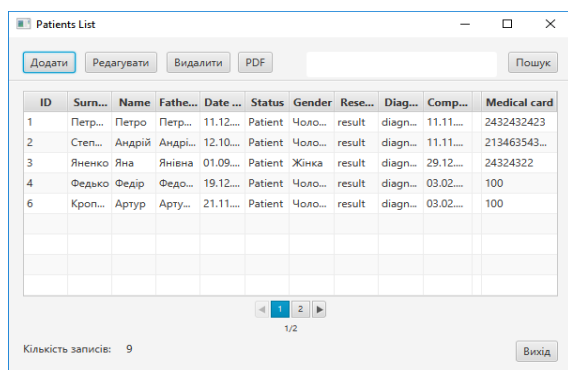 Patients List
Додати Редагувати Видалити PDF Пошук
ID Surn... Name Fathe... Date ... Status Gender Rese... Diag... Comp... Medical card
1 Петр... Петро Петр... 11.12.... Patient Чоло... result diagn... 11.11.... 2432432423
2 Степ... Андрій Андрі... 12.10.... Patient Чоло... result diagn... 11.11.... 213463543...
3 Яненко Яна Янівна 01.09.... Patient Жінка result diagn... 29.12.... 24324322
4 Федько Федір Федо... 19.12.... Patient Чоло... result diagn... 03.02.... 100
6 Кроп... Артур Арту... 21.11.... Patient Чоло... result diagn... 03.02.... 100
1 2
1/2
Кількість записів: 9 Вихід